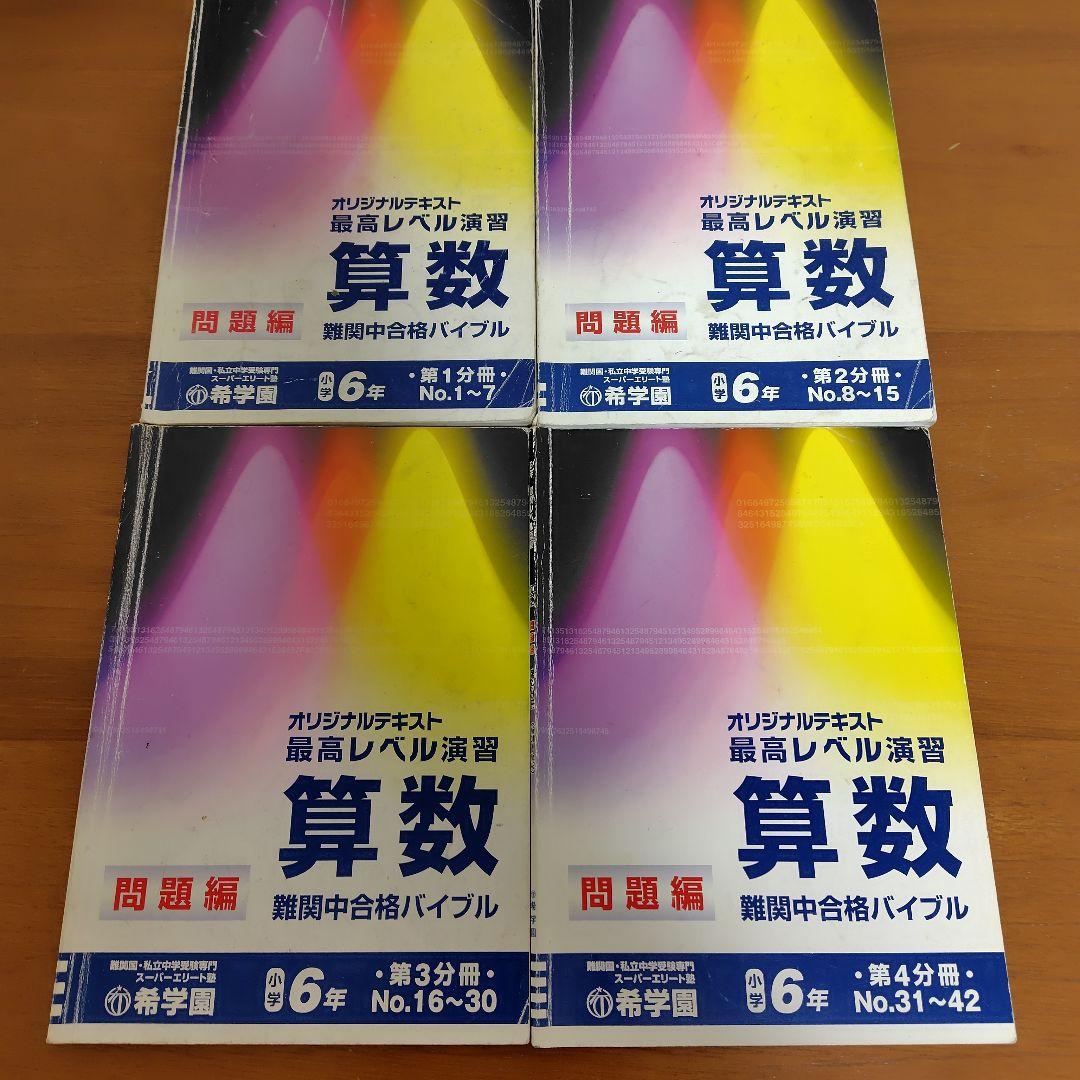 オリジナルテキスト
最高レベル演習
算数
問題編
難関中合格バイブル
難関国・私立中学受験専門
スーパーエリート塾
希学園
小学6年
・第1分冊・
No.1～7
オリジナルテキスト
最高レベル演習
算数
問題編
難関中合格バイブル
難関国・私立中学受験専門
スーパーエリート塾
希学園
小学6年
・第2分冊・
No.8～15
オリジナルテキスト
最高レベル演習
算数
問題編
難関中合格バイブル
難関国・私立中学受験専門
スーパーエリート塾
希学園
小学6年
・第3分冊・
No.16～30
オリジナルテキスト
最高レベル演習
算数
問題編
難関中合格バイブル
難関国・私立中学受験専門
スーパーエリート塾
希学園
小学6年
・第4分冊・
No.31～42